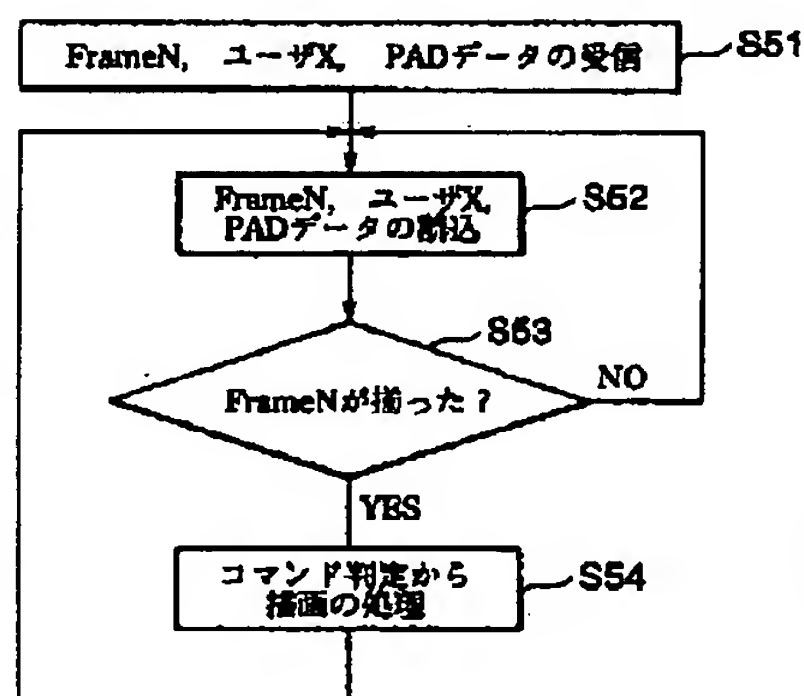 FrameN, ユーザX, PADデータの受信
S51
FrameN, ユーザX,
PADデータの割込
S52
S53
FrameNが揃った?
NO
YES
コマンド判定から
描画の処理
S54